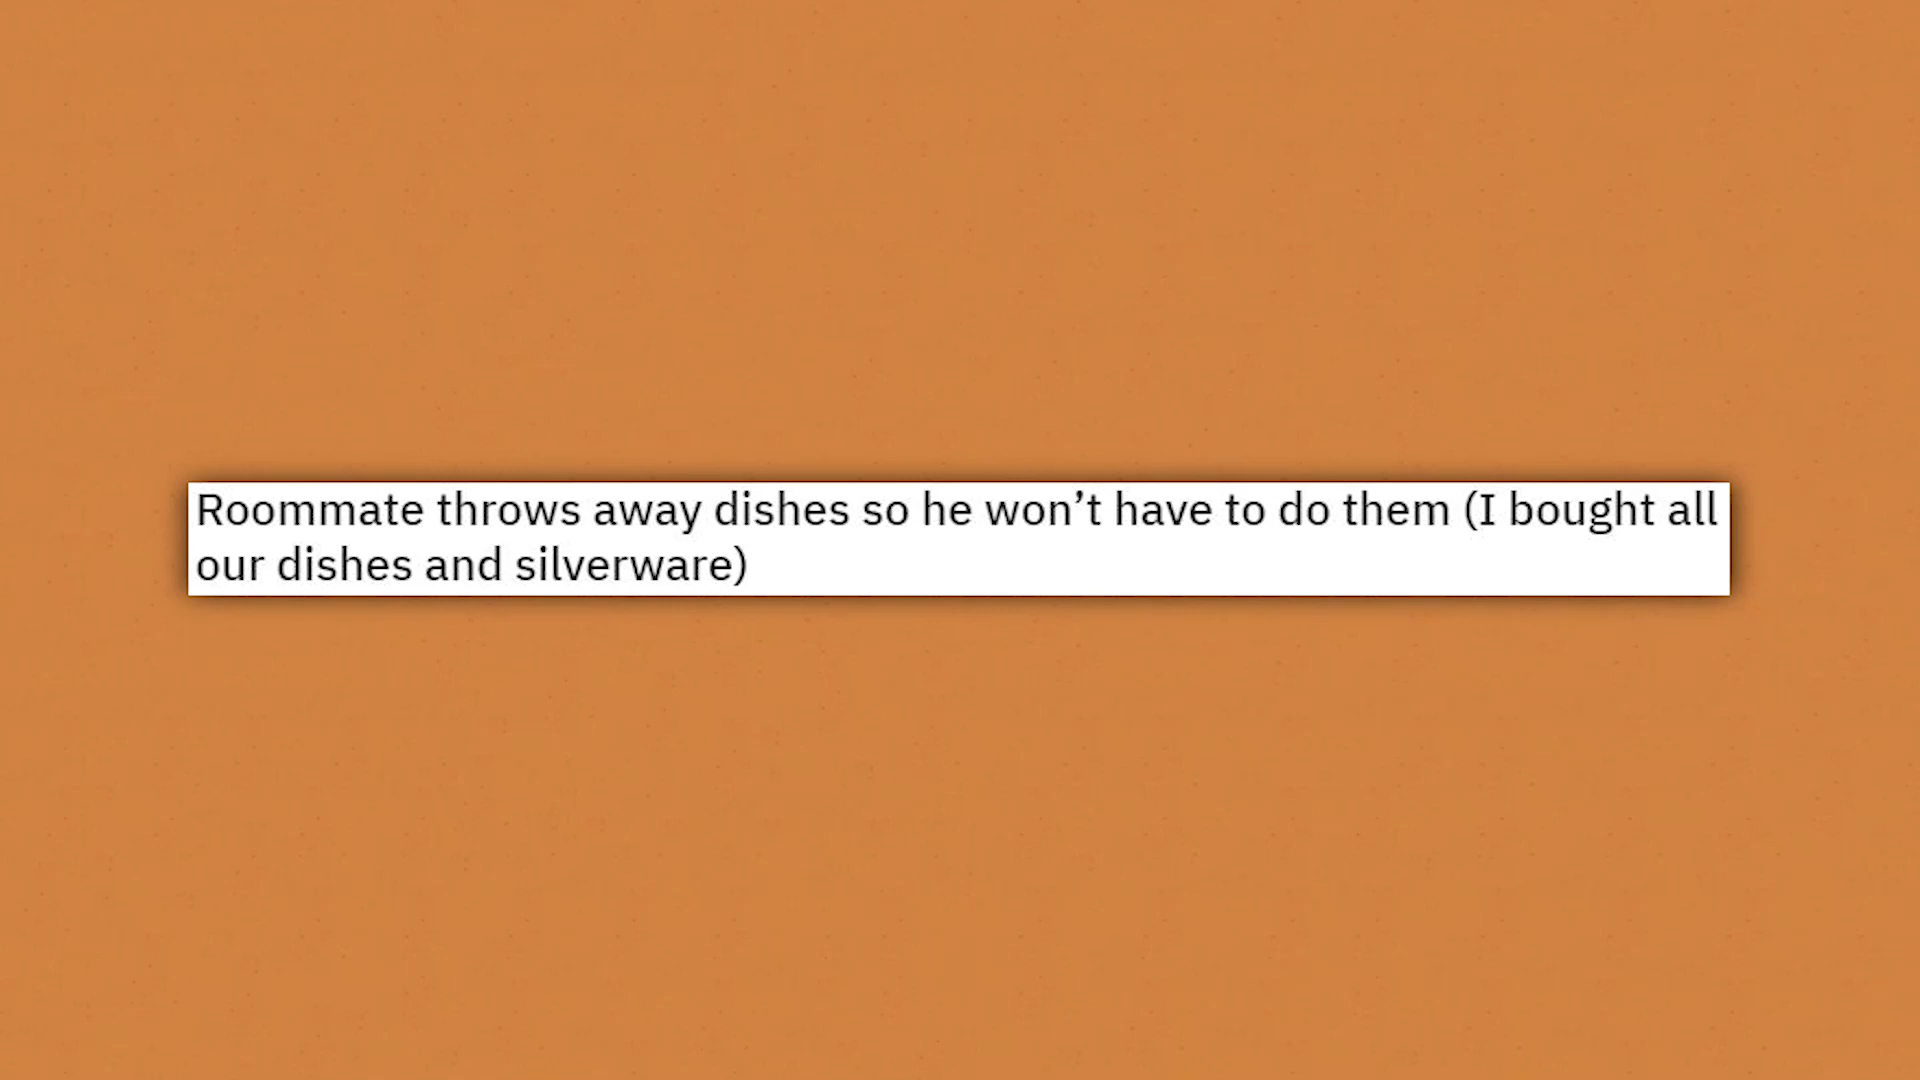 Roommate throws away dishes so he won’t have to do them (I bought all
our dishes and silverware)